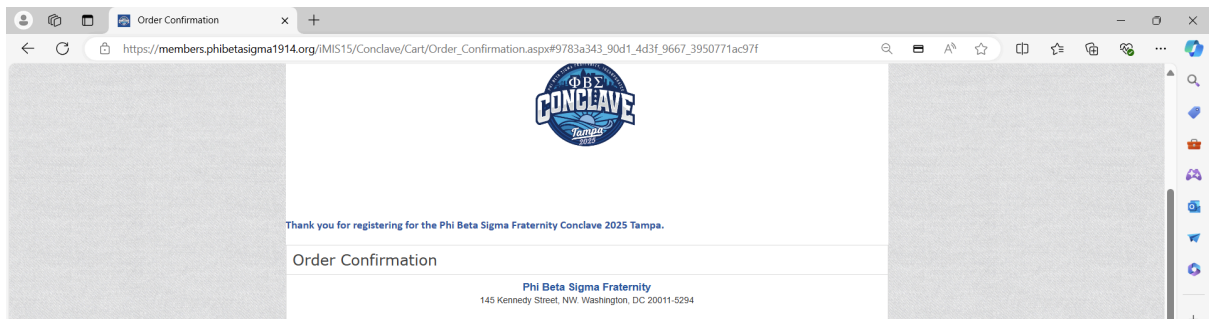 Order Confirmation
https://members.phibetasigma1914.org/iMIS15/Conclave/Cart/Order_Confirmation.aspx#9783a343_90d1_4d3f_9667_3950771ac97f
ΦΒΣ
CONCLAVE
Tampa
2025
Thank you for registering for the Phi Beta Sigma Fraternity Conclave 2025 Tampa.
Order Confirmation
Phi Beta Sigma Fraternity
145 Kennedy Street, NW. Washington, DC 20011-5294